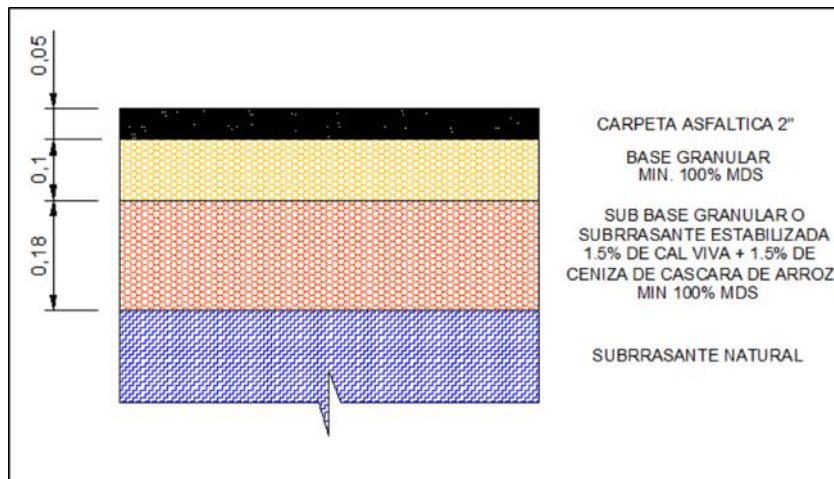 0,05
0,1
0,18
CARPETA ASFALTICA 2"
BASE GRANULAR
MIN. 100% MDS
SUB BASE GRANULAR O
SUBRRASANTE ESTABILIZADA
1.5% DE CAL VIVA + 1.5% DE
CENIZA DE CASCARA DE ARROZ
MIN 100% MDS
SUBRRASANTE NATURAL